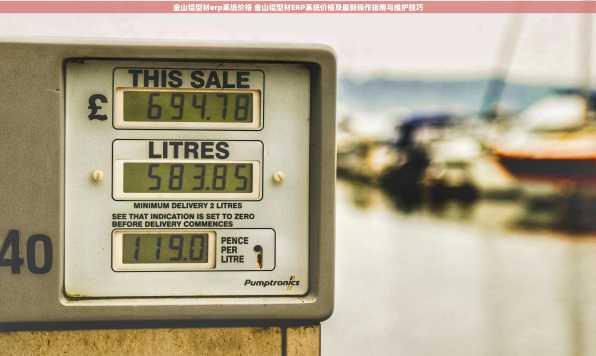 金山铝型材erp系统价格 金山铝型材ERP系统价格及最新操作指南与维护技巧
THIS SALE
£ 694.78
LITRES
583.85
MINIMUM DELIVERY 2 LITRES
SEE THAT INDICATION IS SET TO ZERO
BEFORE DELIVERY COMMENCES
119.0 PENCE
PER
LITRE
40
Pumptronics